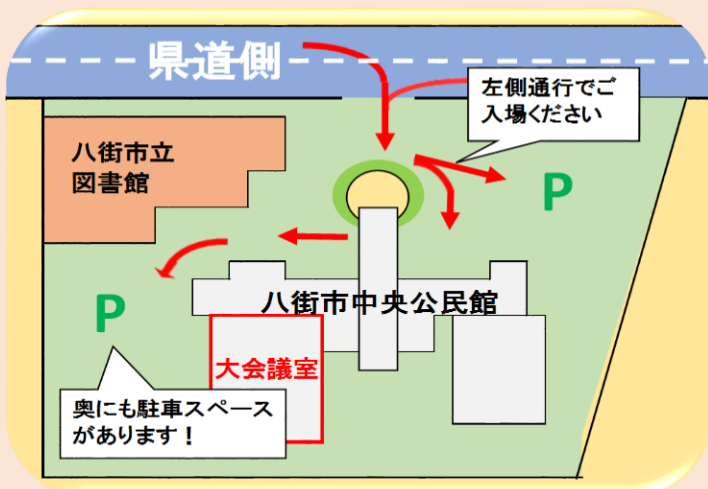 県道側
左側通行でご
入場ください
八街市立
図書館
P
八街市中央公民館
P
大会議室
奥にも駐車スペース
があります！